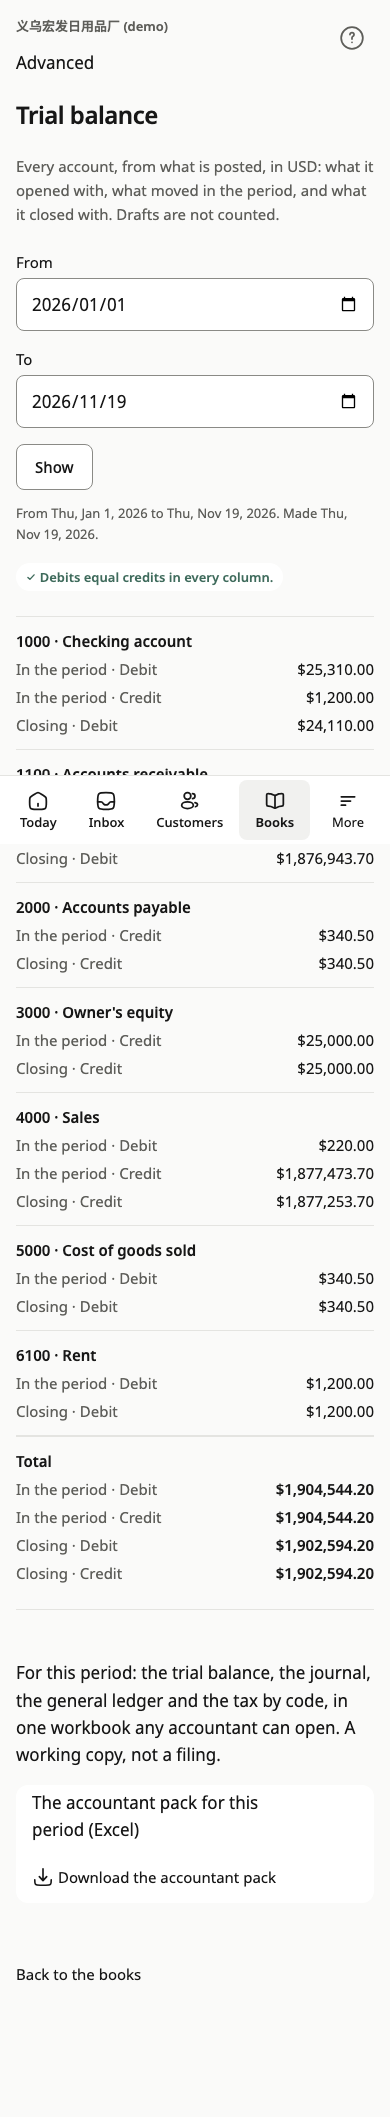 义乌宏发日用品厂 (demo)
Advanced
Trial balance
Every account, from what is posted, in USD: what it
opened with, what moved in the period, and what
it closed with. Drafts are not counted.
From
2026/01/01
To
2026/11/19
Show
From Thu, Jan 1, 2026 to Thu, Nov 19, 2026. Made Thu,
Nov 19, 2026.
✓ Debits equal credits in every column.
1000 · Checking account
In the period · Debit $25,310.00
In the period · Credit $1,200.00
Closing · Debit $24,110.00
1100 · Accounts receivable
Today Inbox Customers Books More
Closing · Debit $1,876,943.70
2000 · Accounts payable
In the period · Credit $340.50
Closing · Credit $340.50
3000 · Owner's equity
In the period · Credit $25,000.00
Closing · Credit $25,000.00
4000 · Sales
In the period · Debit $220.00
In the period · Credit $1,877,473.70
Closing · Credit $1,877,253.70
5000 · Cost of goods sold
In the period · Debit $340.50
Closing · Debit $340.50
6100 · Rent
In the period · Debit $1,200.00
Closing · Debit $1,200.00
Total
In the period · Debit $1,904,544.20
In the period · Credit $1,904,544.20
Closing · Debit $1,902,594.20
Closing · Credit $1,902,594.20
For this period: the trial balance, the journal,
the general ledger and the tax by code, in
one workbook any accountant can open. A
working copy, not a filing.
The accountant pack for this
period (Excel)
Download the accountant pack
Back to the books